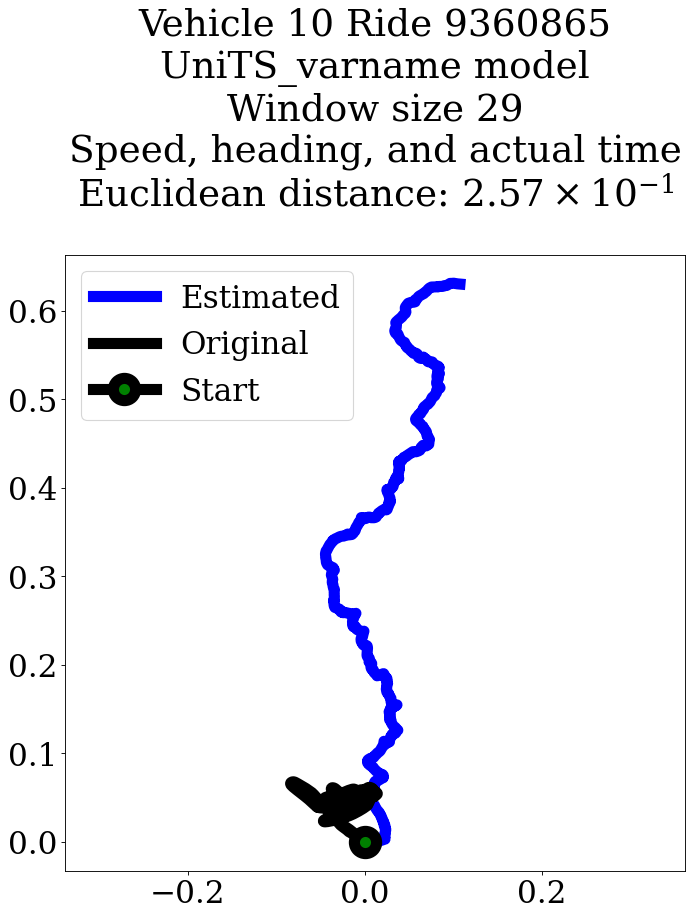 Vehicle 10 Ride 9360865
UniTS_varname model
Window size 29
Speed, heading, and actual time
Euclidean distance: 2.57 × 10⁻¹
Estimated
Original
Start
0.6
0.5
0.4
0.3
0.2
0.1
0.0
−0.2
0.0
0.2